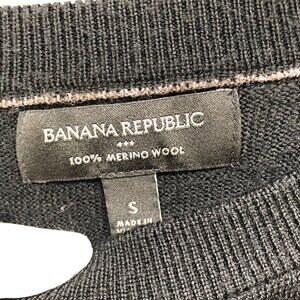 BANANA REPUBLIC
100% MERINO WOOL
S
MADE IN